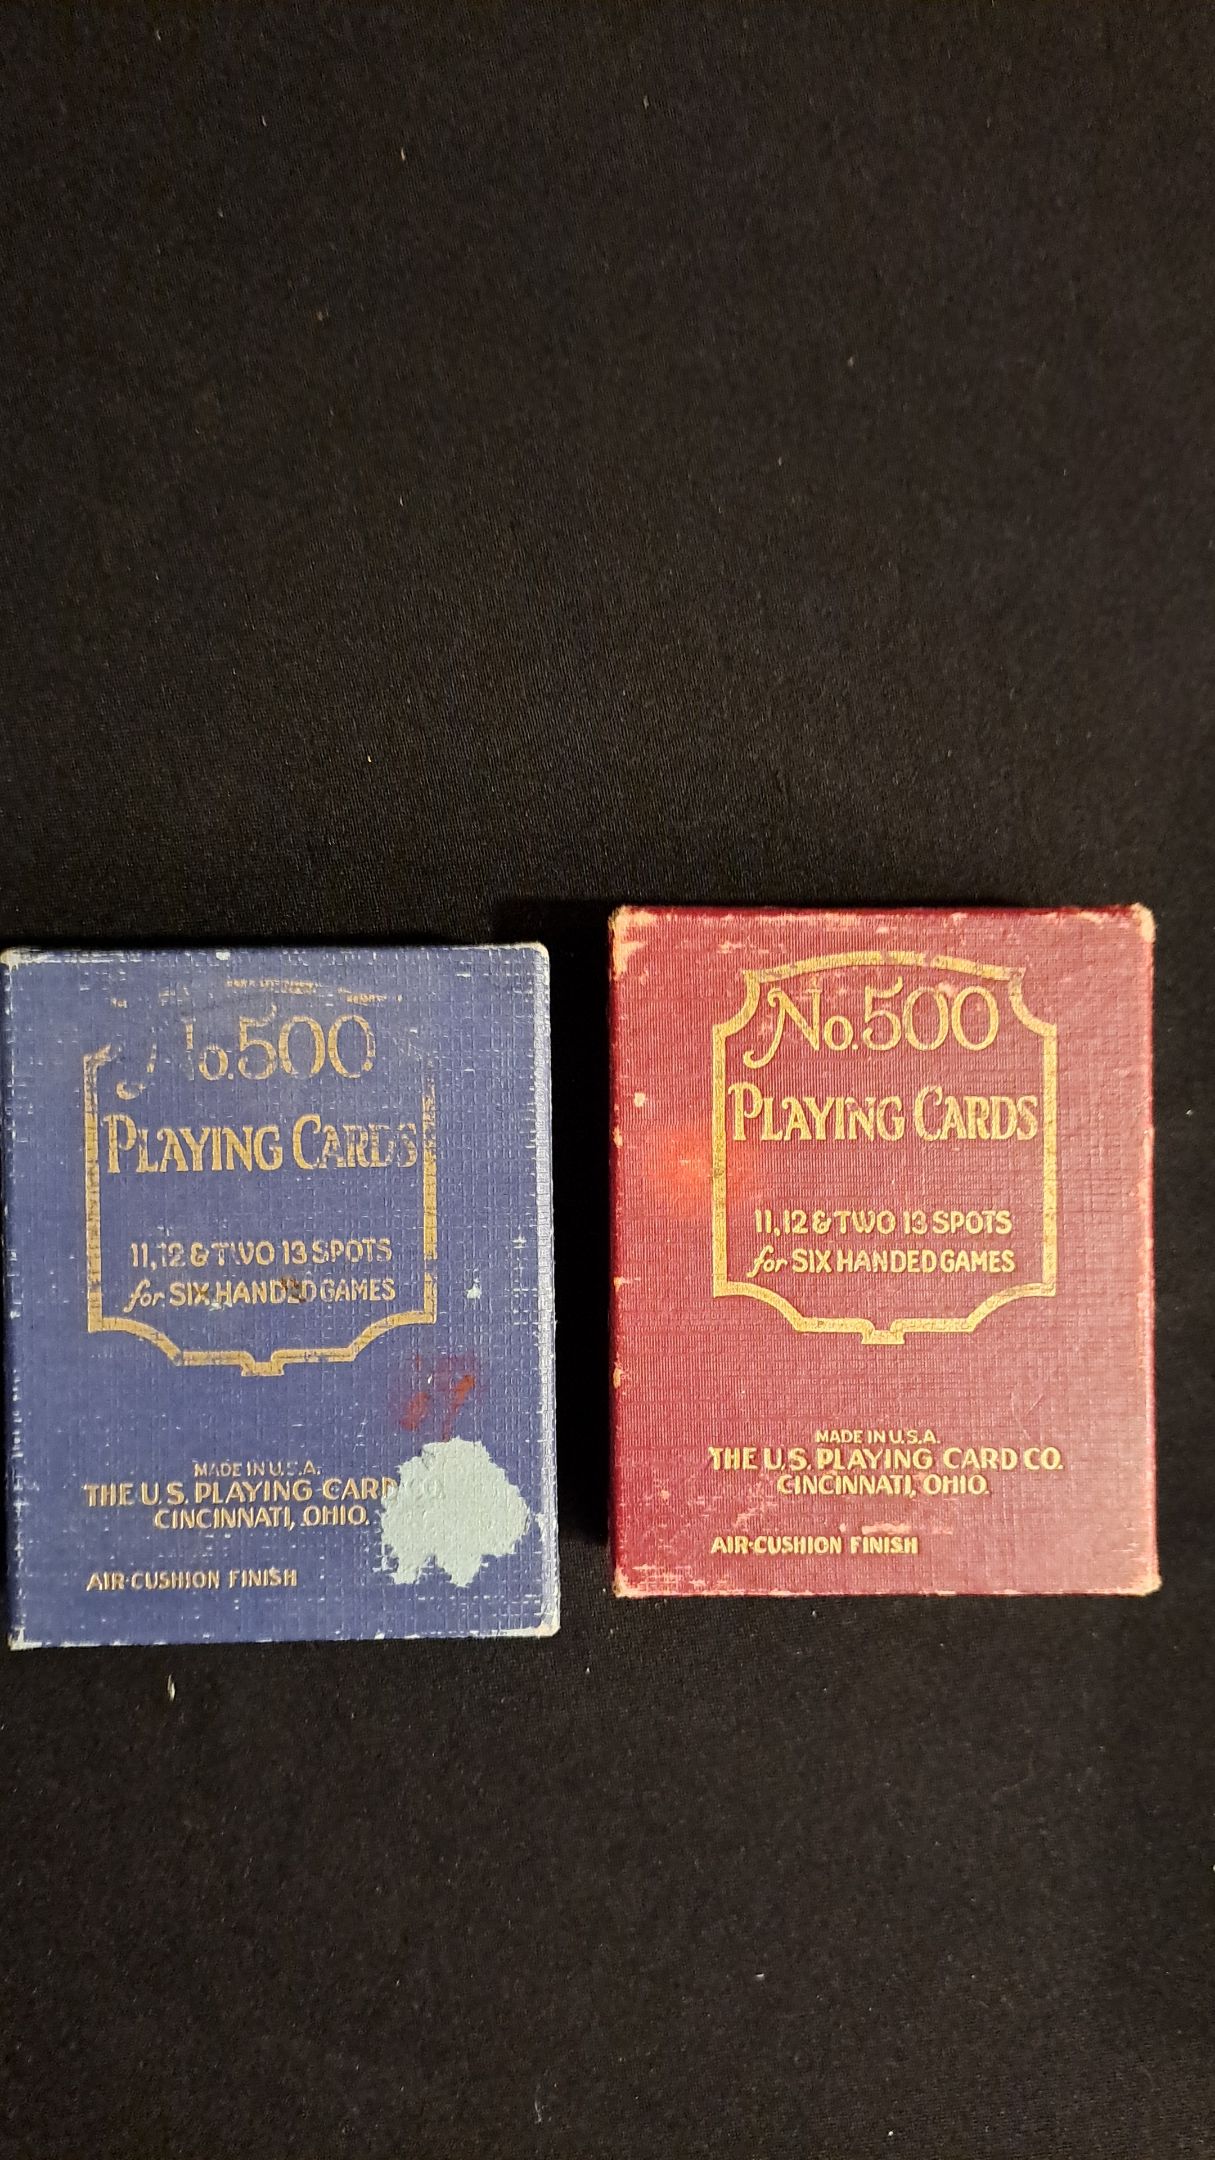 No. 500
PLAYING CARDS
11, 12 & TWO 13 SPOTS
for SIX HANDED GAMES
MADE IN U.S.A.
THE U.S. PLAYING CARD CO.
CINCINNATI, OHIO.
AIR-CUSHION FINISH
No. 500
PLAYING CARDS
11, 12 & TWO 13 SPOTS
for SIX HANDED GAMES
MADE IN U.S.A.
THE U.S. PLAYING CARD CO.
CINCINNATI, OHIO.
AIR-CUSHION FINISH